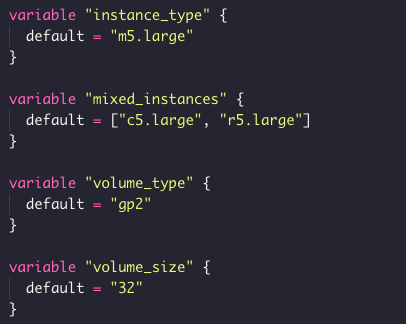 variable "instance_type" {
  default = "m5.large"
}

variable "mixed_instances" {
  default = ["c5.large", "r5.large"]
}

variable "volume_type" {
  default = "gp2"
}

variable "volume_size" {
  default = "32"
}